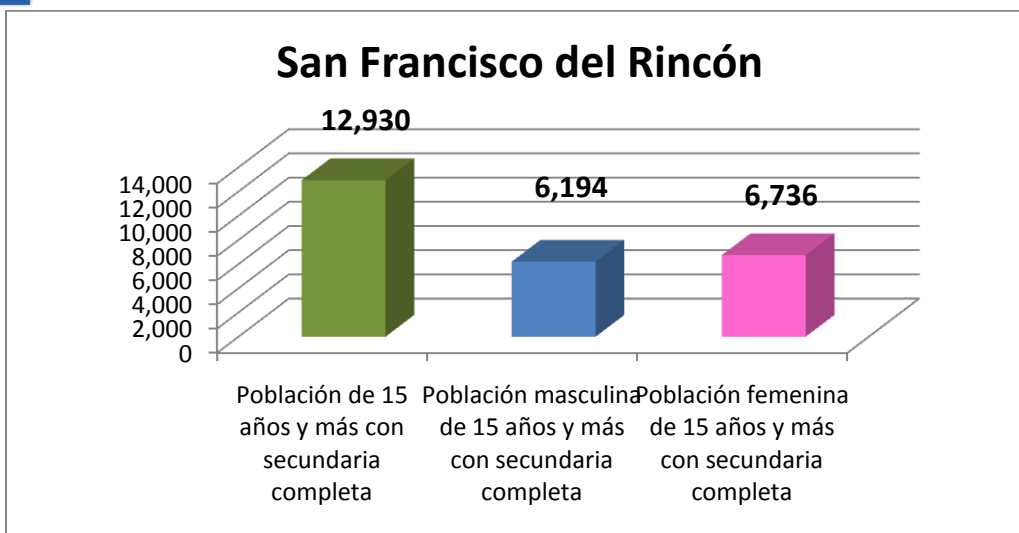 San Francisco del Rincón
12,930
6,194
6,736
14,000
12,000
10,000
8,000
6,000
4,000
2,000
0
Población de 15
años y más con
secundaria
completa
Población masculina
de 15 años y más
con secundaria
completa
Población femenina
de 15 años y más
con secundaria
completa